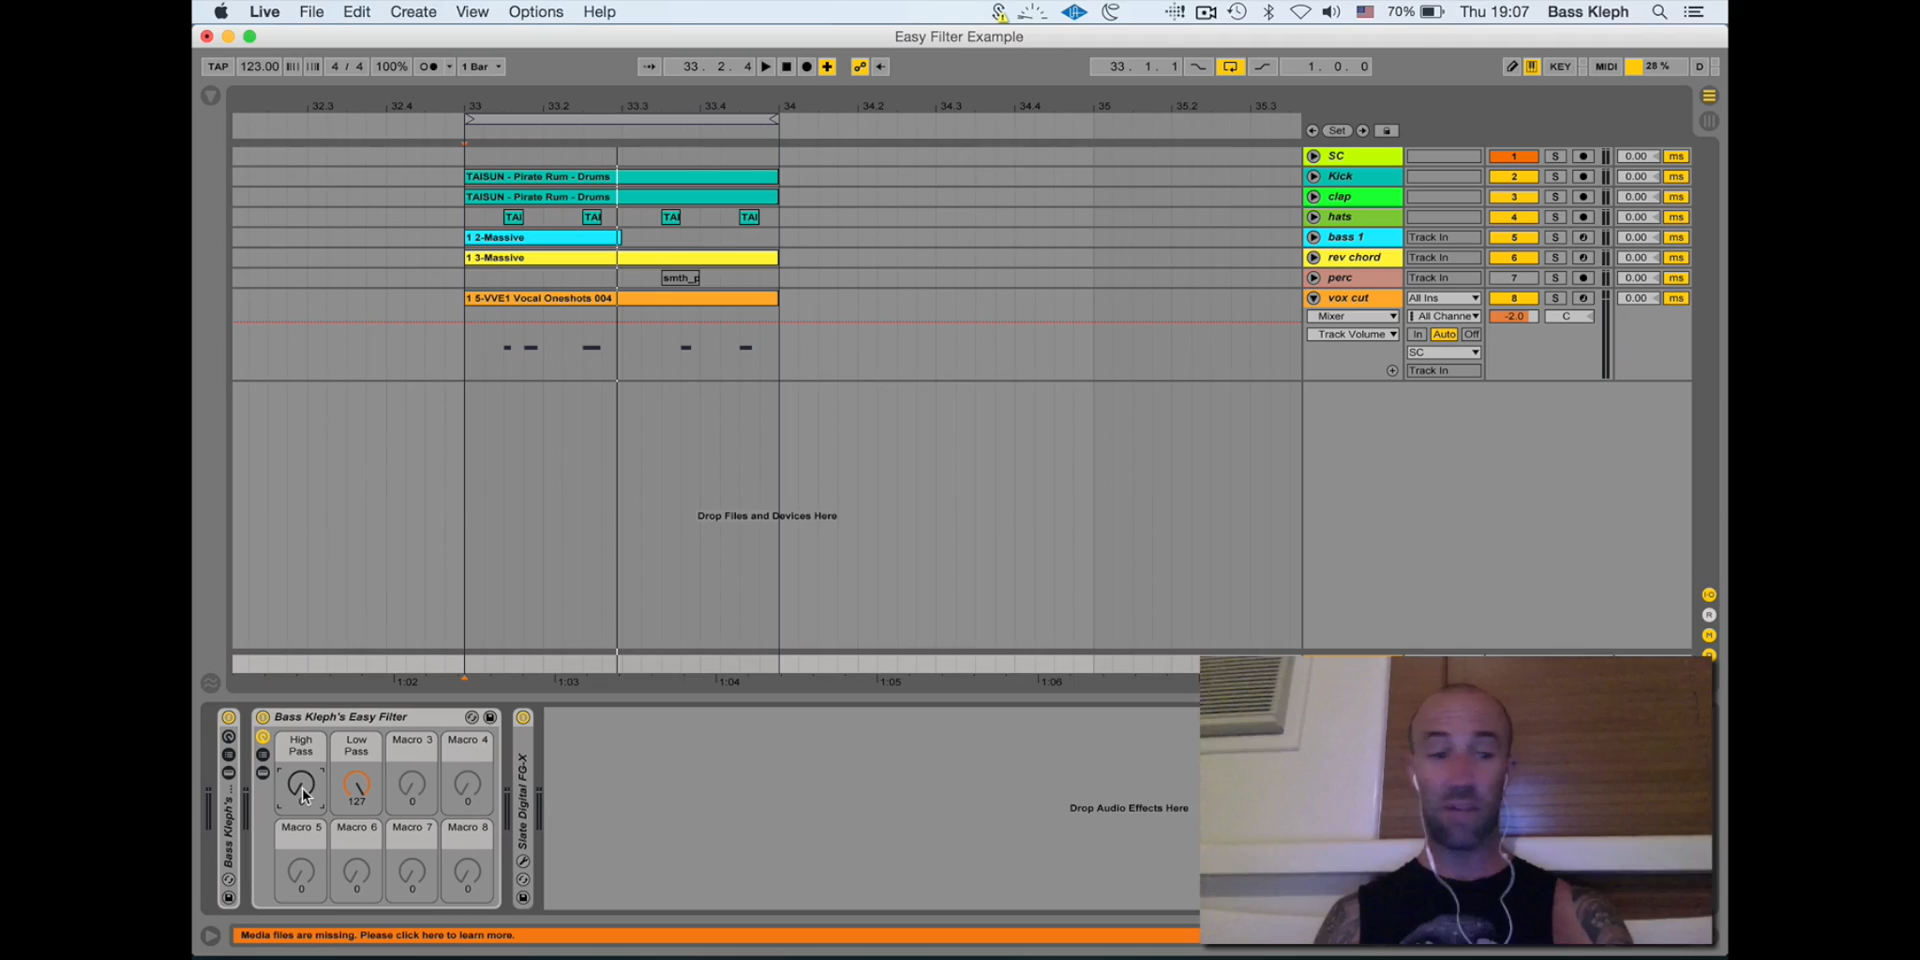 Live File Edit Create View Options Help 70% Thu 19:07 Bass Kleph
Easy Filter Example
TAP 123.00 4 / 4 100% 1 Bar 33. 2. 4 33. 1. 1 1. 0. 0 KEY MIDI 28 % D
32.3 32.4 33 33.2 33.3 33.4 34 34.2 34.3 34.4 35 35.2 35.3
Set
SC 1 S 0.00 ms
TAISUN - Pirate Rum - Drums Kick 2 S 0.00 ms
TAISUN - Pirate Rum - Drums clap 3 S 0.00 ms
TAI TAI TAI TAI hats 4 S 0.00 ms
1 2-Massive bass 1 Track In 5 S 0.00 ms
1 3-Massive rev chord Track In 6 S 0.00 ms
smth_p perc Track In 7 S 0.00 ms
1 5-VVE1 Vocal Oneshots 004 vox cut All Ins 8 S 0.00 ms
Mixer All Channe -2.0 C
Track Volume In Auto Off
SC
Track In
Drop Files and Devices Here
1:02 1:03 1:04 1:05 1:06
Bass Kleph's ...
Bass Kleph's Easy Filter
High Pass Low Pass Macro 3 Macro 4
0 127 0 0
Macro 5 Macro 6 Macro 7 Macro 8
0 0 0 0
Slate Digital FG-X
Drop Audio Effects Here
Media files are missing. Please click here to learn more.